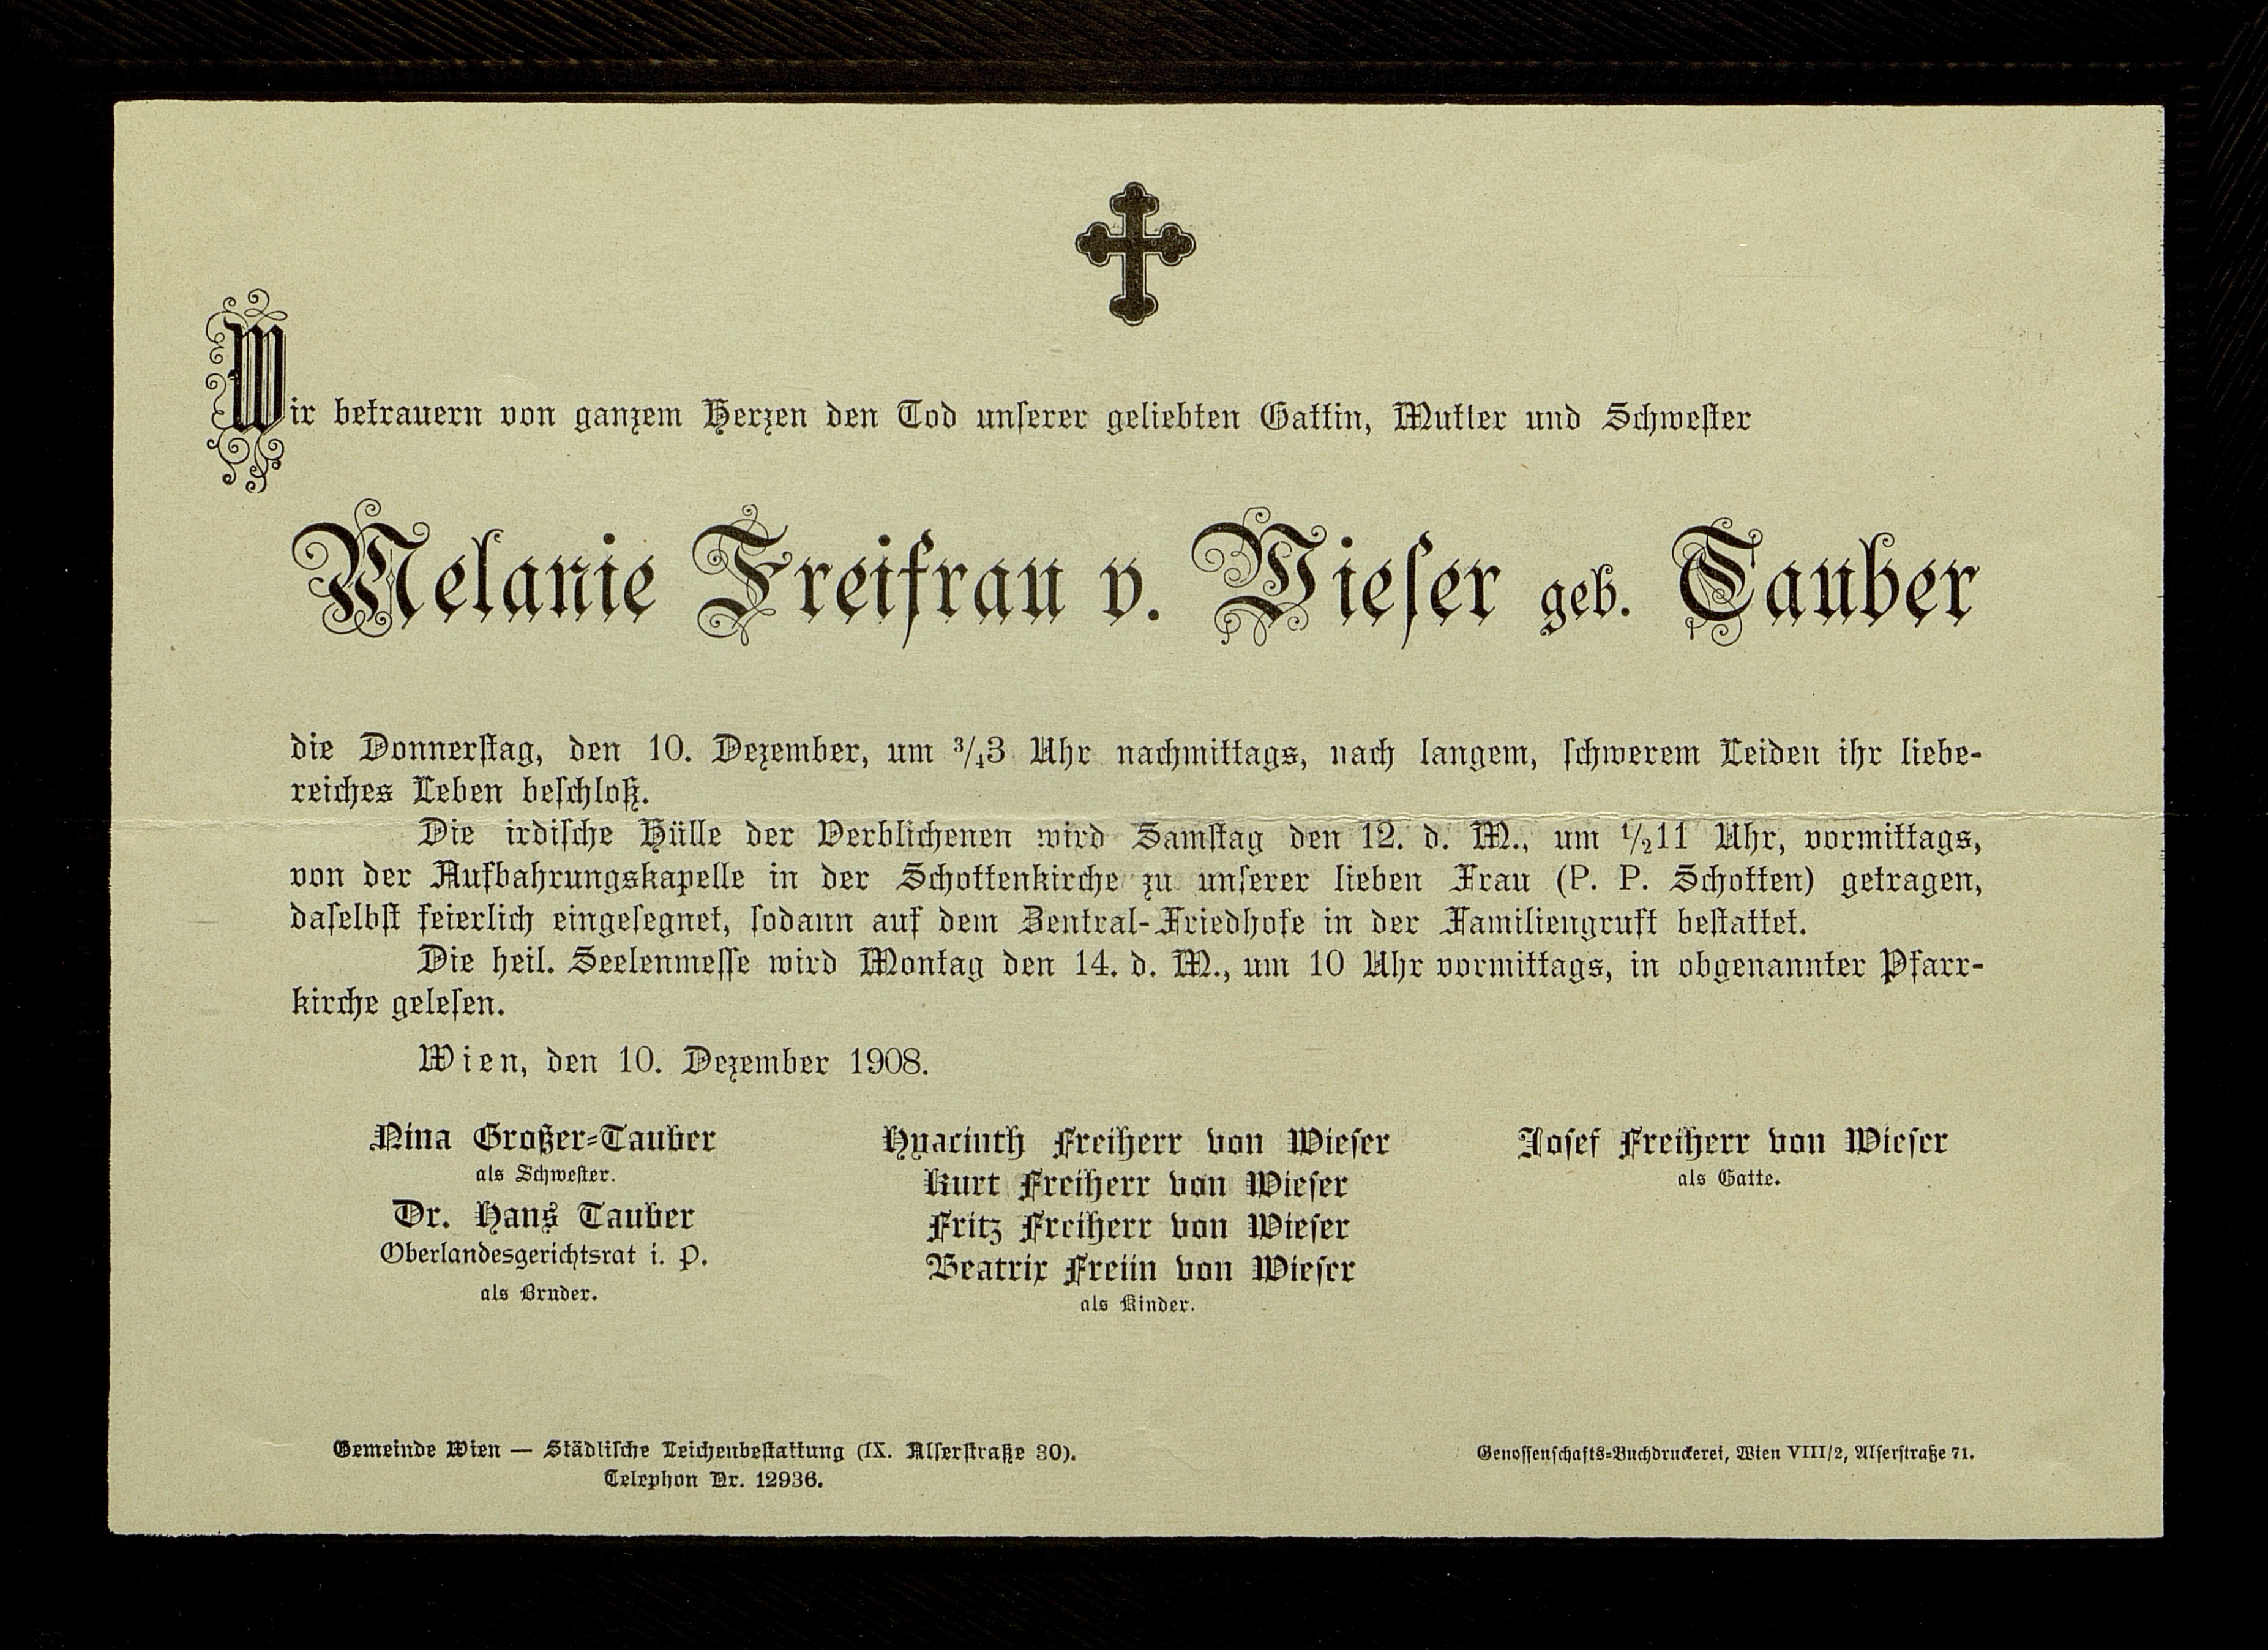 Wir betrauern von ganzem Herzen den Tod unserer geliebten Gattin, Mutter und Schwester
Melanie Freifrau v. Wieser geb. Tauber
die Donnerstag, den 10. Dezember, um 3/43 Uhr nachmittags, nach langem, schwerem Leiden ihr liebe-
reiches Leben beschloß.
Die irdische Hülle der Verblichenen wird Samstag den 12. d. M., um 1/211 Uhr, vormittags,
von der Aufbahrungskapelle in der Schottenkirche zu unserer lieben Frau (P. P. Schotten) getragen,
daselbst feierlich eingesegnet, sodann auf dem Zentral-Friedhofe in der Familiengruft bestattet.
Die heil. Seelenmesse wird Montag den 14. d. M., um 10 Uhr vormittags, in obgenannter Pfarr-
kirche gelesen.
Wien, den 10. Dezember 1908.
Nina Großer=Tauber
als Schwester.
Dr. Hans Tauber
Oberlandesgerichtsrat i. P.
als Bruder.
Hyacinth Freiherr von Wieser
Kurt Freiherr von Wieser
Fritz Freiherr von Wieser
Beatrix Freiin von Wieser
als Kinder.
Josef Freiherr von Wieser
als Gatte.
Gemeinde Wien — Städtische Leichenbestattung (IX. Alserstraße 30).
Telephon Nr. 12936.
Genossenschafts=Buchdruckerei, Wien VIII/2, Alserstraße 71.